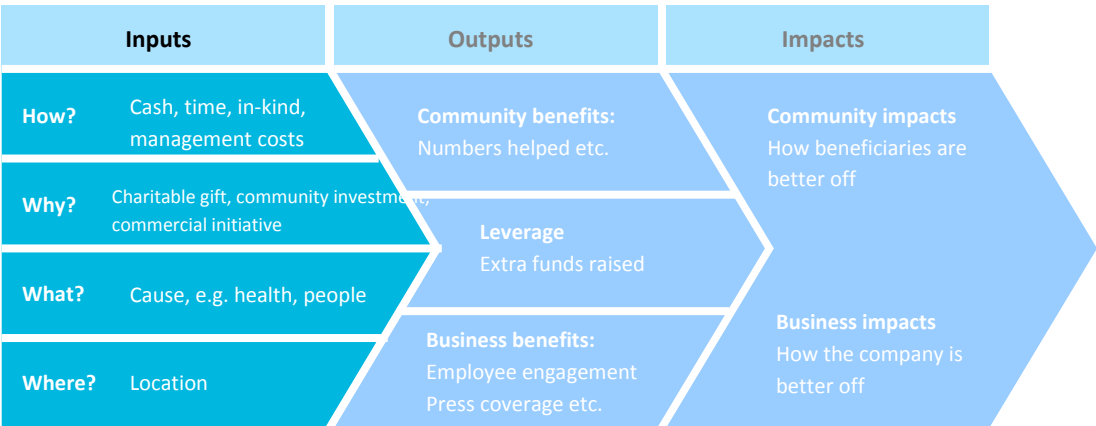 Inputs
Outputs
Impacts
How?
Cash, time, in-kind,
management costs
Why?
Charitable gift, community investment,
commercial initiative
What?
Cause, e.g. health, people
Where?
Location
Community benefits:
Numbers helped etc.
Leverage
Extra funds raised
Business benefits:
Employee engagement
Press coverage etc.
Community impacts
How beneficiaries are
better off
Business impacts
How the company is
better off